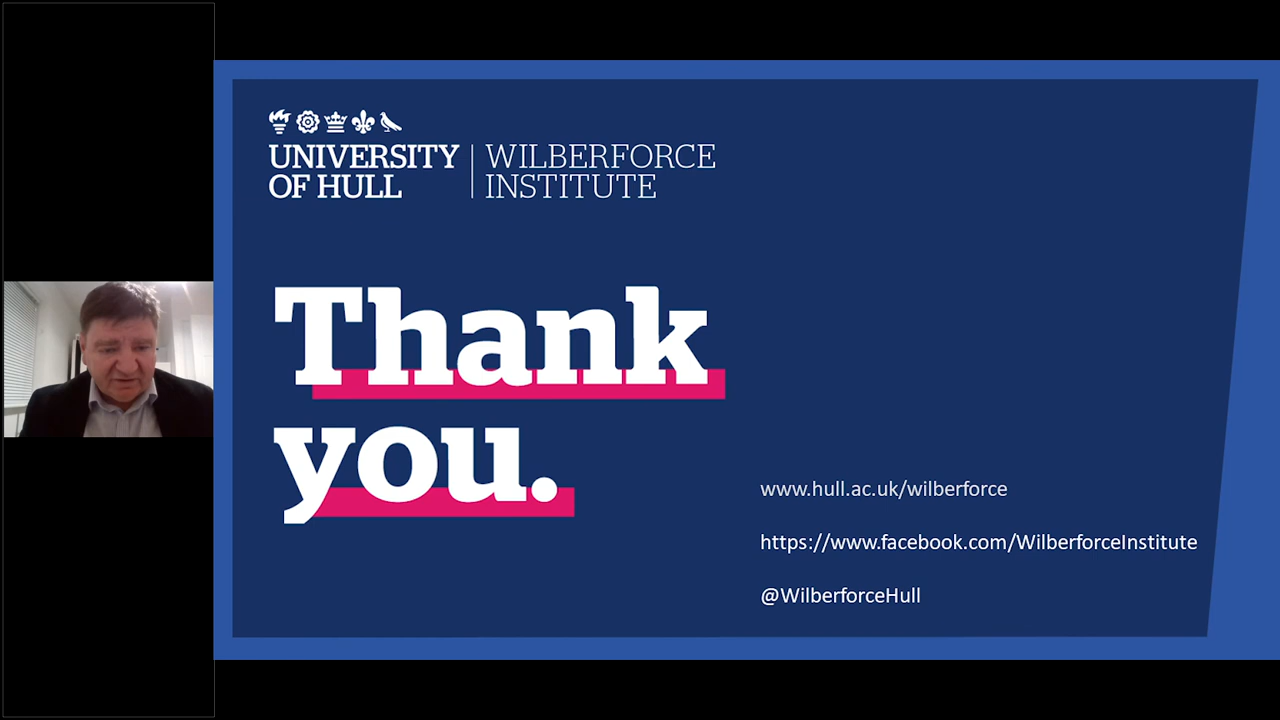 UNIVERSITY
OF HULL
WILBERFORCE
INSTITUTE
Thank
you.
www.hull.ac.uk/wilberforce
https://www.facebook.com/WilberforceInstitute
@WilberforceHull